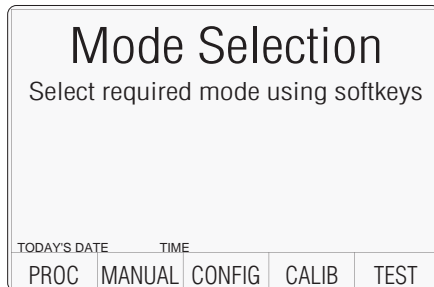 Mode Selection
Select required mode using softkeys
TODAY'S DATE TIME
PROC MANUAL CONFIG CALIB TEST